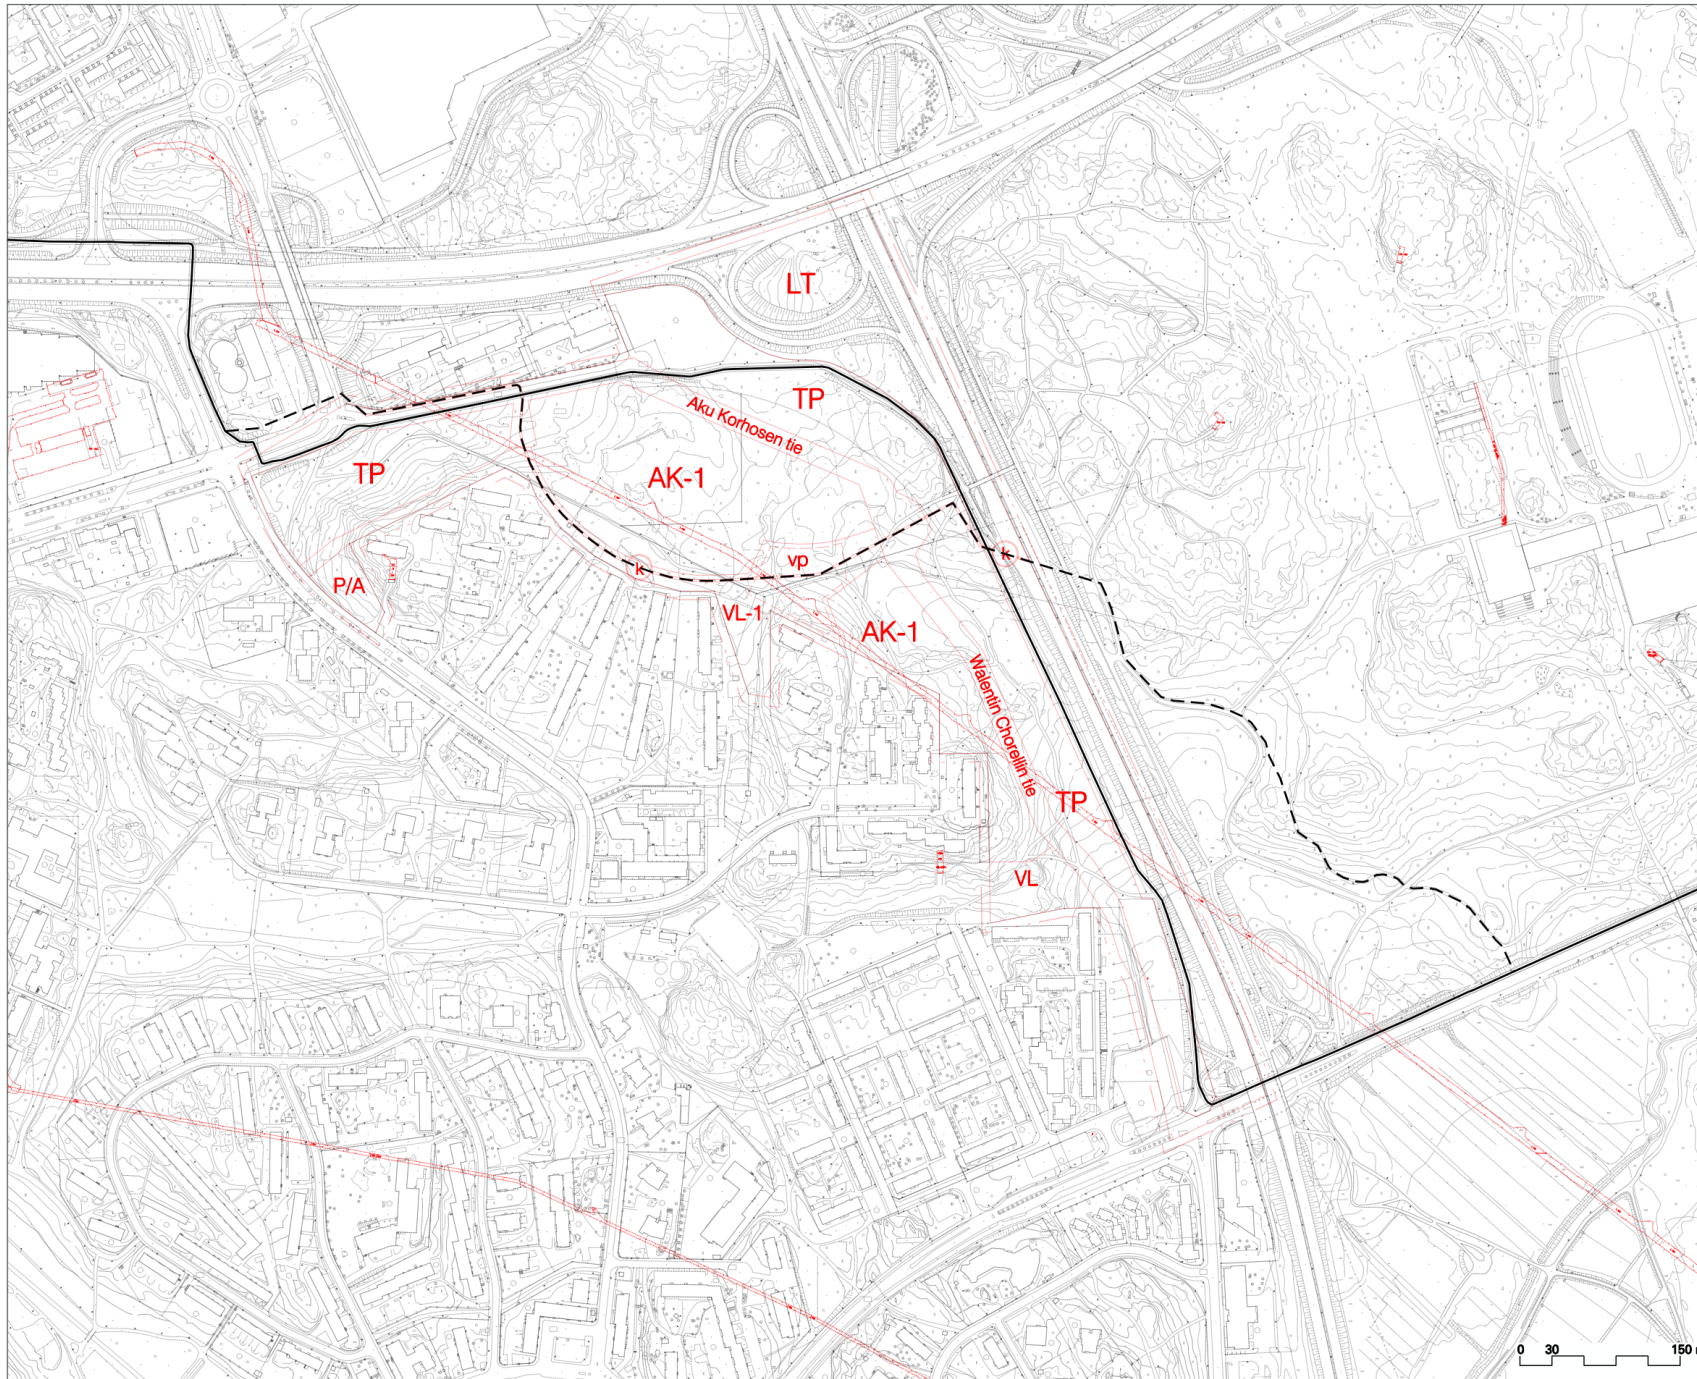 LT
TP
Aku Korhosen tie
TP
AK-1
k
vp
k
P/A
VL-1
AK-1
Walentin Chorellin tie
TP
VL
0 30 150